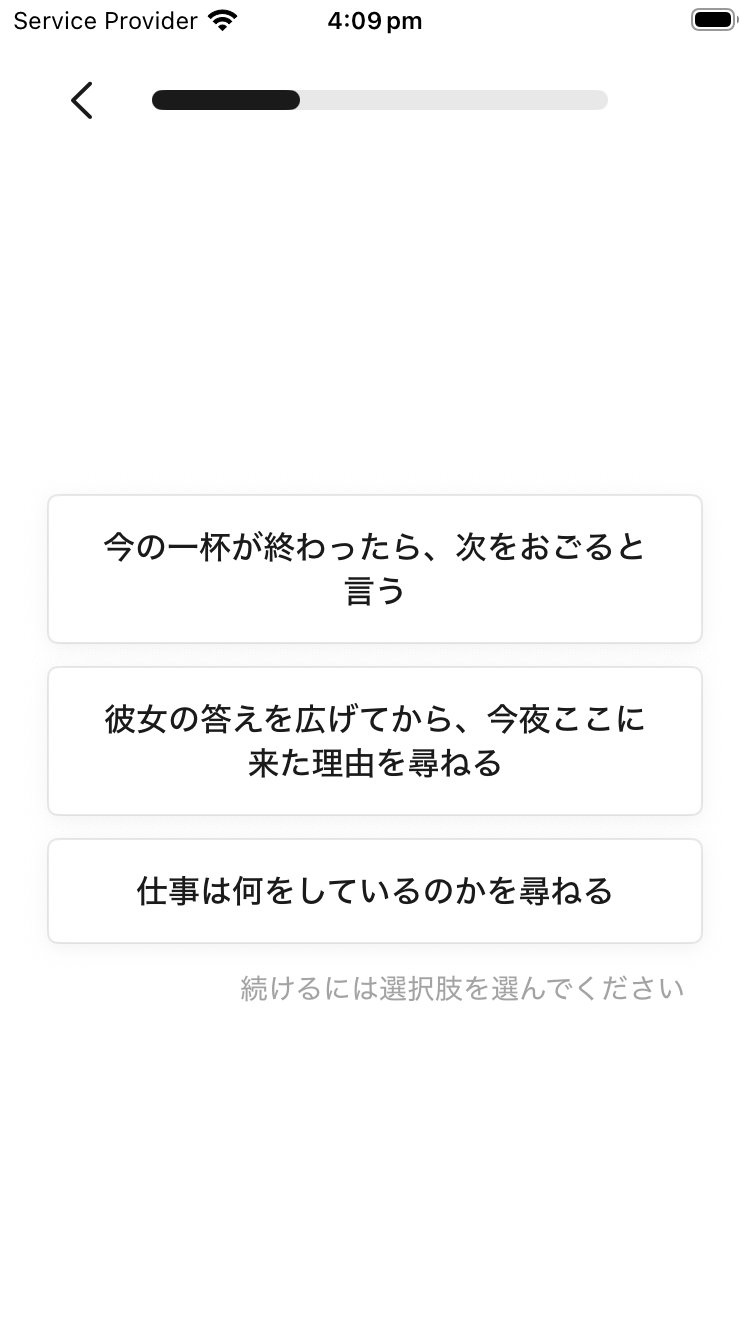 Service Provider 4:09 pm
今の一杯が終わったら、次をおごると
言う
彼女の答えを広げてから、今夜ここに
来た理由を尋ねる
仕事は何をしているのかを尋ねる
続けるには選択肢を選んでください